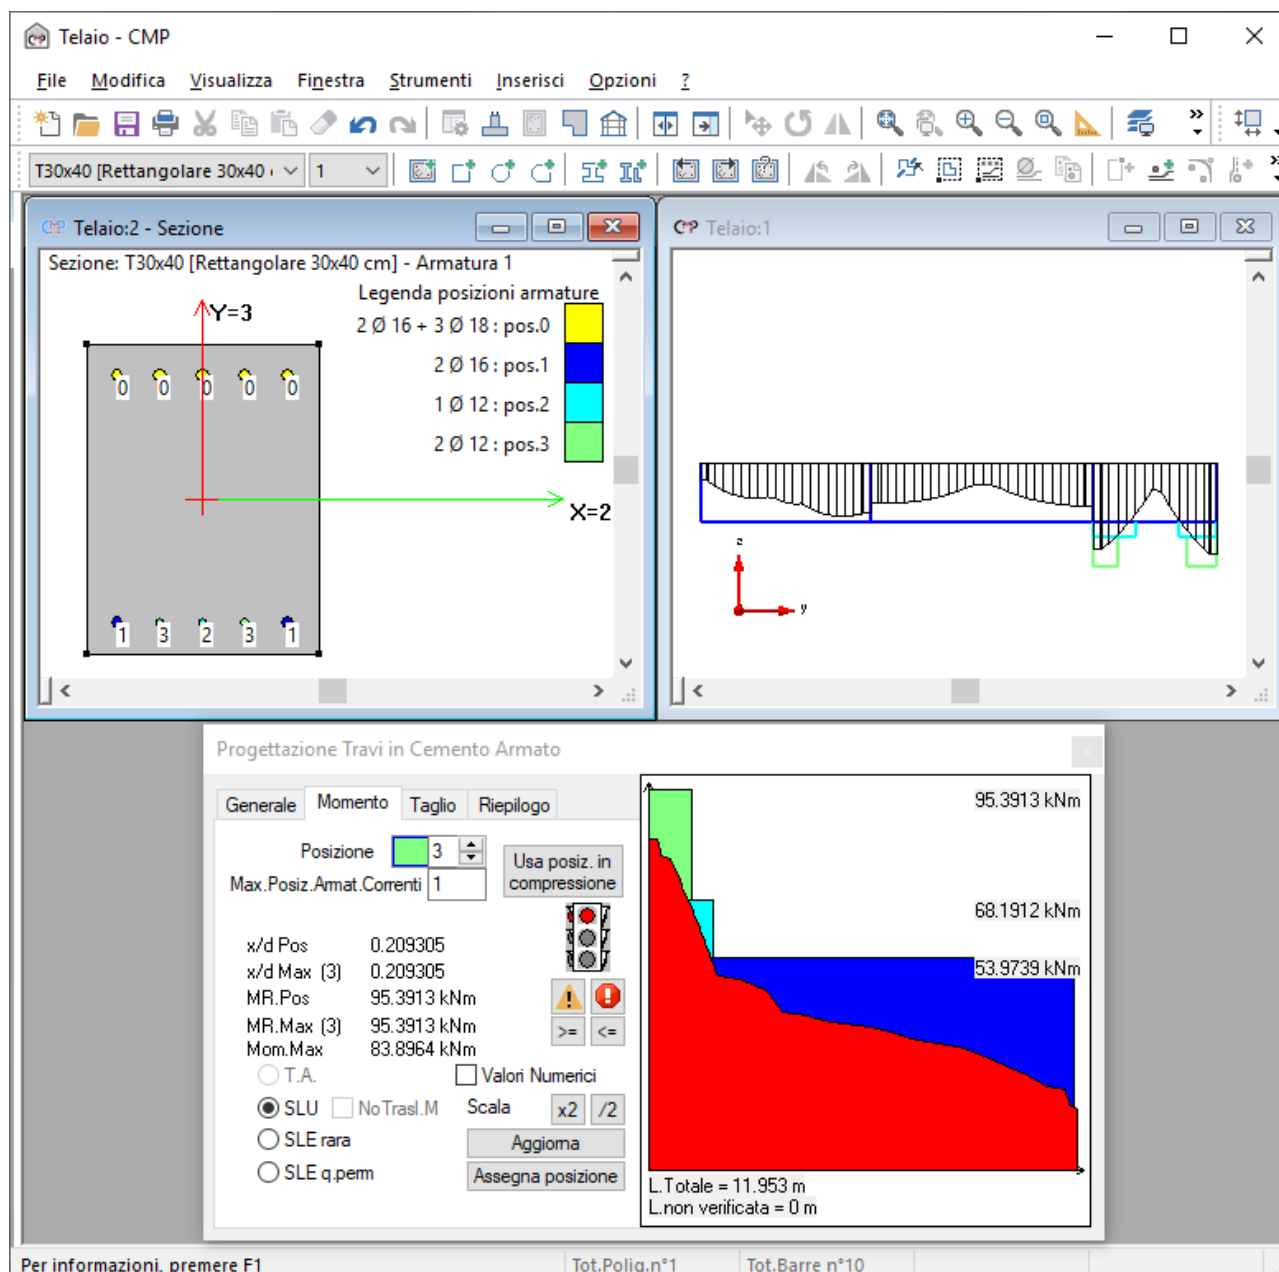 Telaio - CMP
File Modifica Visualizza Finestra Strumenti Inserisci Opzioni ?
T30x40 [Rettangolare 30x40 1
Telaio:2 - Sezione
Telaio:1
Sezione: T30x40 [Rettangolare 30x40 cm] - Armatura 1
Legenda posizioni armature
2 Ø 16 + 3 Ø 18 : pos.0
2 Ø 16 : pos.1
1 Ø 12 : pos.2
2 Ø 12 : pos.3
Y=3
0 0 0 0 0
X=2
1 3 2 3 1
z
y
Progettazione Travi in Cemento Armato
Generale Momento Taglio Riepilogo
Posizione 3
Usa posiz. in compressione
Max.Posiz.Armat.Correnti 1
x/d Pos 0.209305
x/d Max (3) 0.209305
MR.Pos 95.3913 kNm
MR.Max (3) 95.3913 kNm
Mom.Max 83.8964 kNm
>= <=
T.A.
Valori Numerici
SLU NoTrasl.M Scala x2 /2
SLE rara Aggiorna
SLE q.perm Assegna posizione
95.3913 kNm
68.1912 kNm
53.9739 kNm
L.Totale = 11.953 m
L.non verificata = 0 m
Per informazioni, premere F1 Tot.Polig.n°1 Tot.Barre n°10